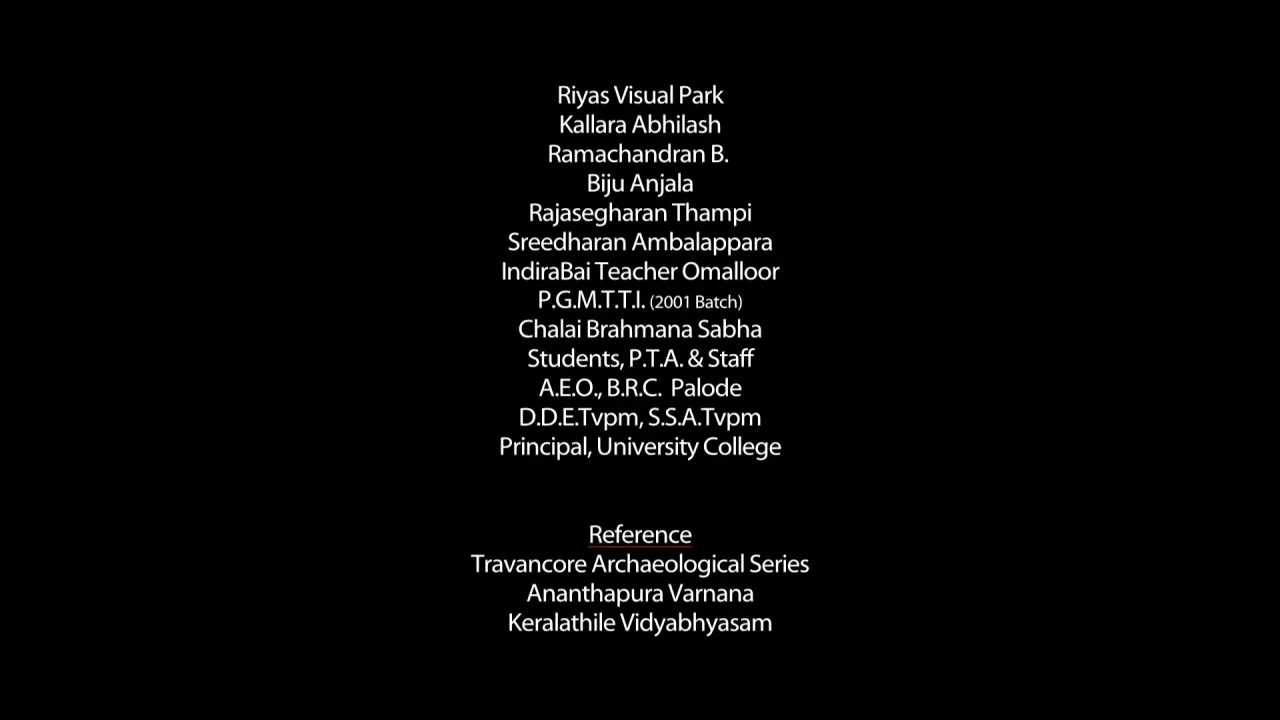 Riyas Visual Park
Kallara Abhilash
Ramachandran B.
Biju Anjala
Rajasegharan Thampi
Sreedharan Ambalappara
IndiraBai Teacher Omalloor
P.G.M.T.T.I. (2001 Batch)
Chalai Brahmana Sabha
Students, P.T.A. & Staff
A.E.O., B.R.C. Palode
D.D.E.Tvpm, S.S.A.Tvpm
Principal, University College
Reference
Travancore Archaeological Series
Ananthapura Varnana
Keralathile Vidyabhyasam